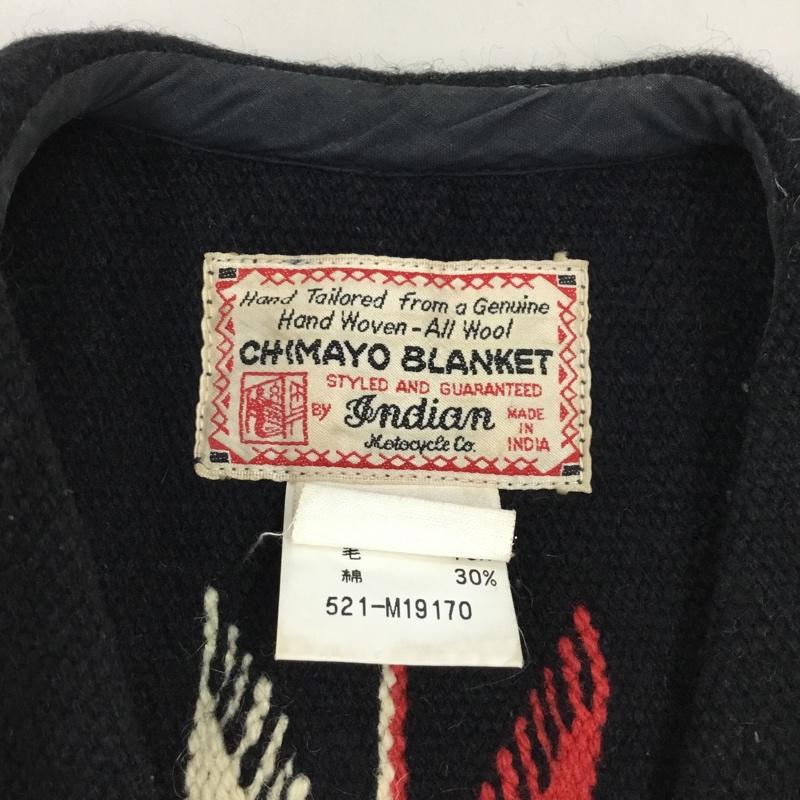 Hand Tailored From a Genuine
Hand Woven - All Wool
CHIMAYO BLANKET
STYLED AND GUARANTEED
BY Indian
Motocycle Co.
MADE
IN
INDIA
毛
綿 30%
521-M19170